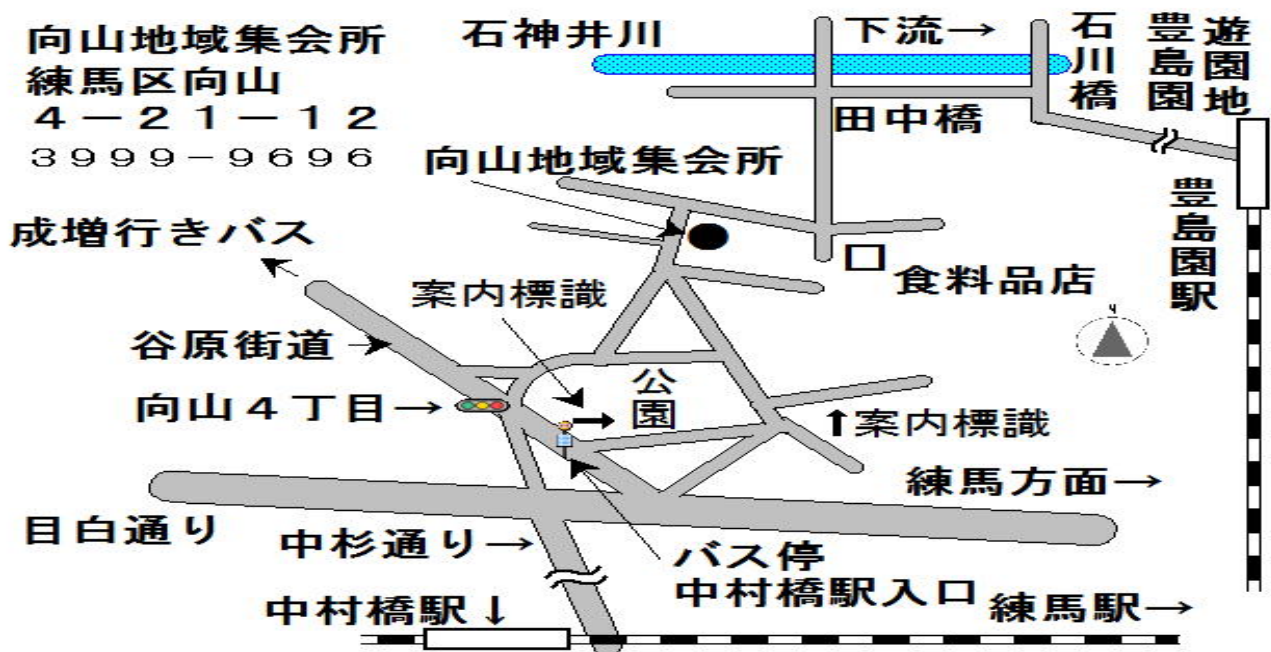 向山地域集会所
練馬区向山
４－２１－１２
３９９９－９６９６
石神井川
下流→
石川橋
豊島園
遊園地
田中橋
向山地域集会所
豊島園駅
成増行きバス
食料品店
案内標識
谷原街道
公園
向山４丁目→
↑案内標識
練馬方面→
目白通り
中杉通り→
バス停
中村橋駅入口
中村橋駅↓
練馬駅→